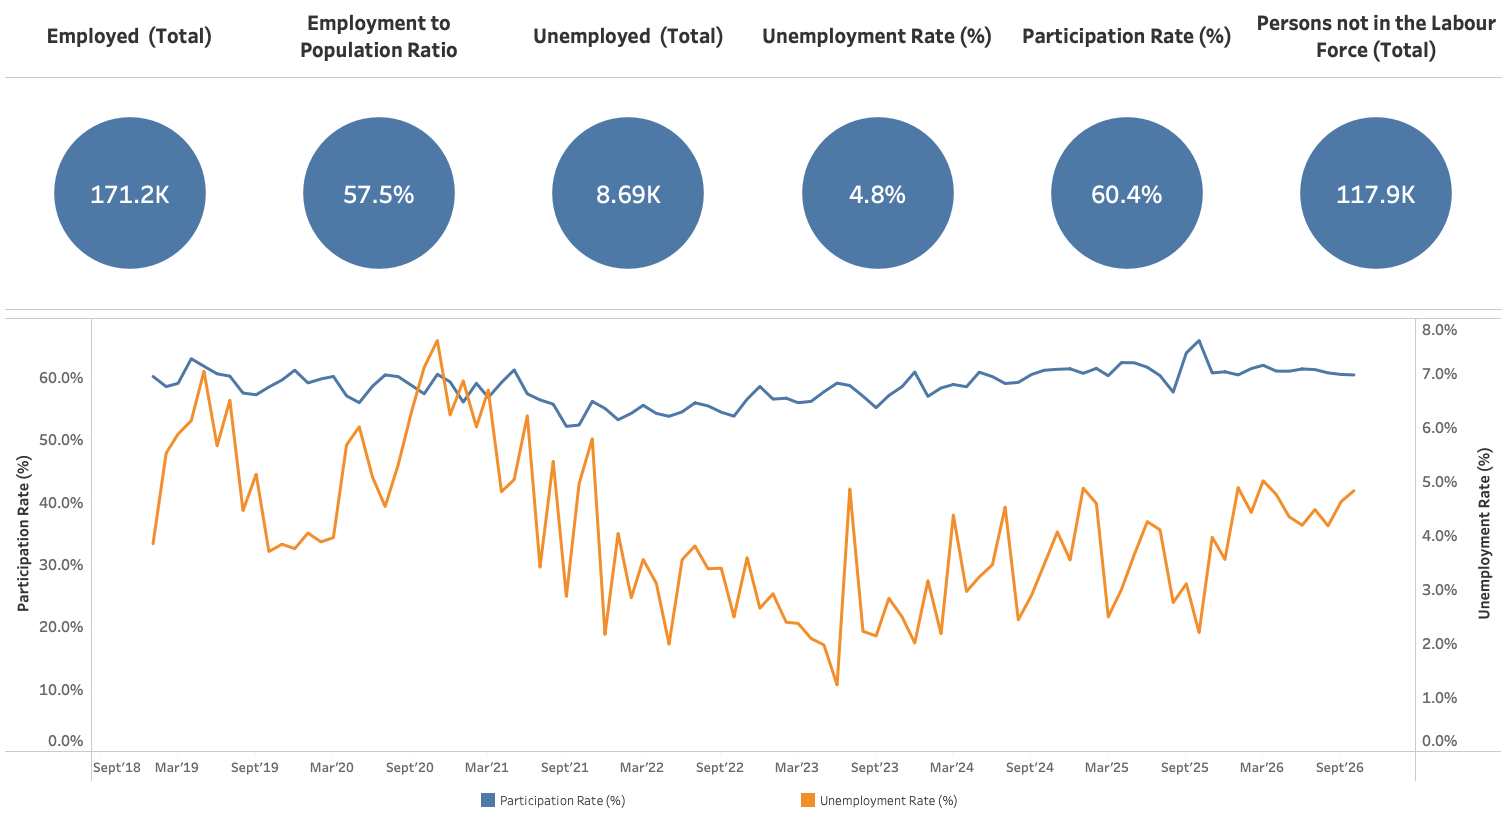 Employed (Total)
Employment to
Population Ratio
Unemployed (Total)
Unemployment Rate (%)
Participation Rate (%)
Persons not in the Labour
Force (Total)
171.2K
57.5%
8.69K
4.8%
60.4%
117.9K
Participation Rate (%)
60.0%
50.0%
40.0%
30.0%
20.0%
10.0%
0.0%
8.0%
7.0%
6.0%
5.0%
4.0%
3.0%
2.0%
1.0%
0.0%
Unemployment Rate (%)
Sept'18
Mar'19
Sept'19
Mar'20
Sept'20
Mar'21
Sept'21
Mar'22
Sept'22
Mar'23
Sept'23
Mar'24
Sept'24
Mar'25
Sept'25
Mar'26
Sept'26
Participation Rate (%)
Unemployment Rate (%)